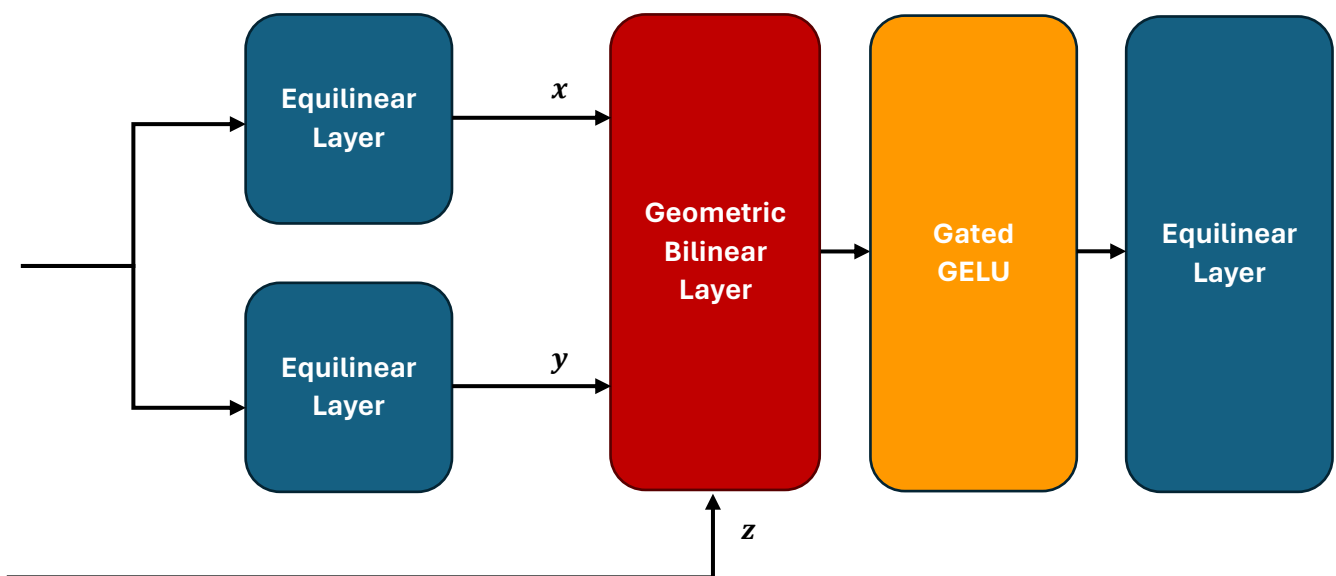 Equilinear
Layer
x
Equilinear
Layer
y
Geometric
Bilinear
Layer
z
Gated
GELU
Equilinear
Layer